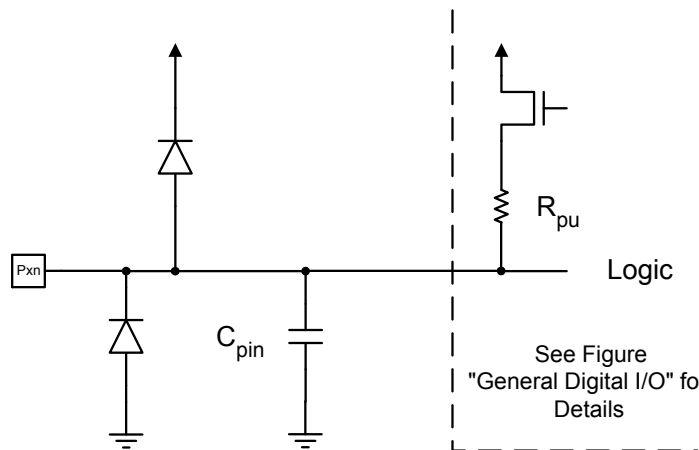 Pxn
R
pu
Logic
C
pin
See Figure
"General Digital I/O" fo
Details